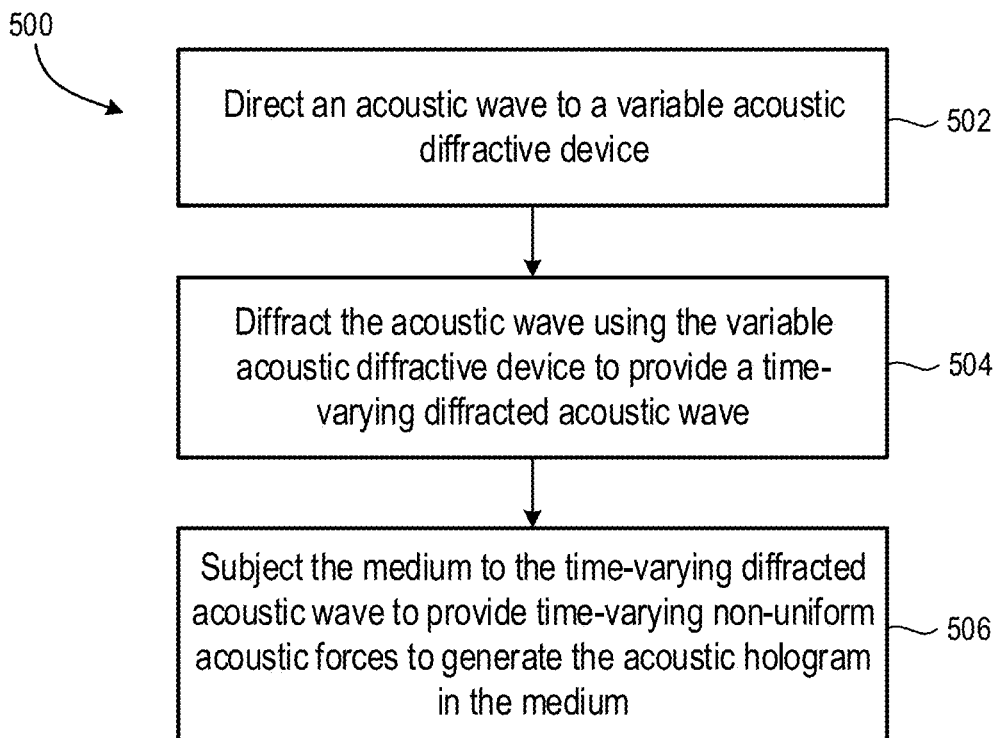 500
Direct an acoustic wave to a variable acoustic
diffractive device
502
Diffract the acoustic wave using the variable
acoustic diffractive device to provide a time-
varying diffracted acoustic wave
504
Subject the medium to the time-varying diffracted
acoustic wave to provide time-varying non-uniform
acoustic forces to generate the acoustic hologram
in the medium
506